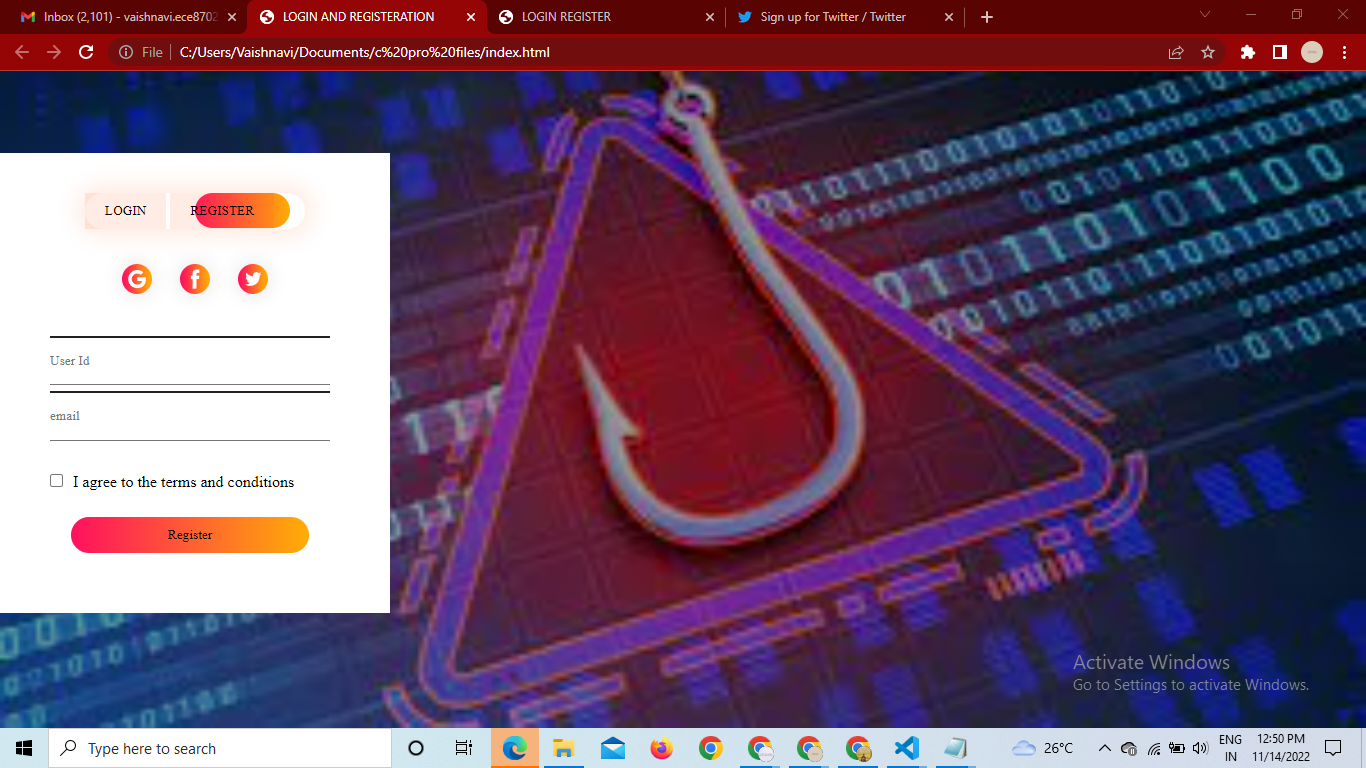 Inbox (2,101) - vaishnavi.ece8702
LOGIN AND REGISTERATION
LOGIN REGISTER
Sign up for Twitter / Twitter
File
C:/Users/Vaishnavi/Documents/c%20pro%20files/index.html
LOGIN
REGISTER
User Id
email
I agree to the terms and conditions
Register
Activate Windows
Go to Settings to activate Windows.
Type here to search
26°C
ENG
IN
12:50 PM
11/14/2022